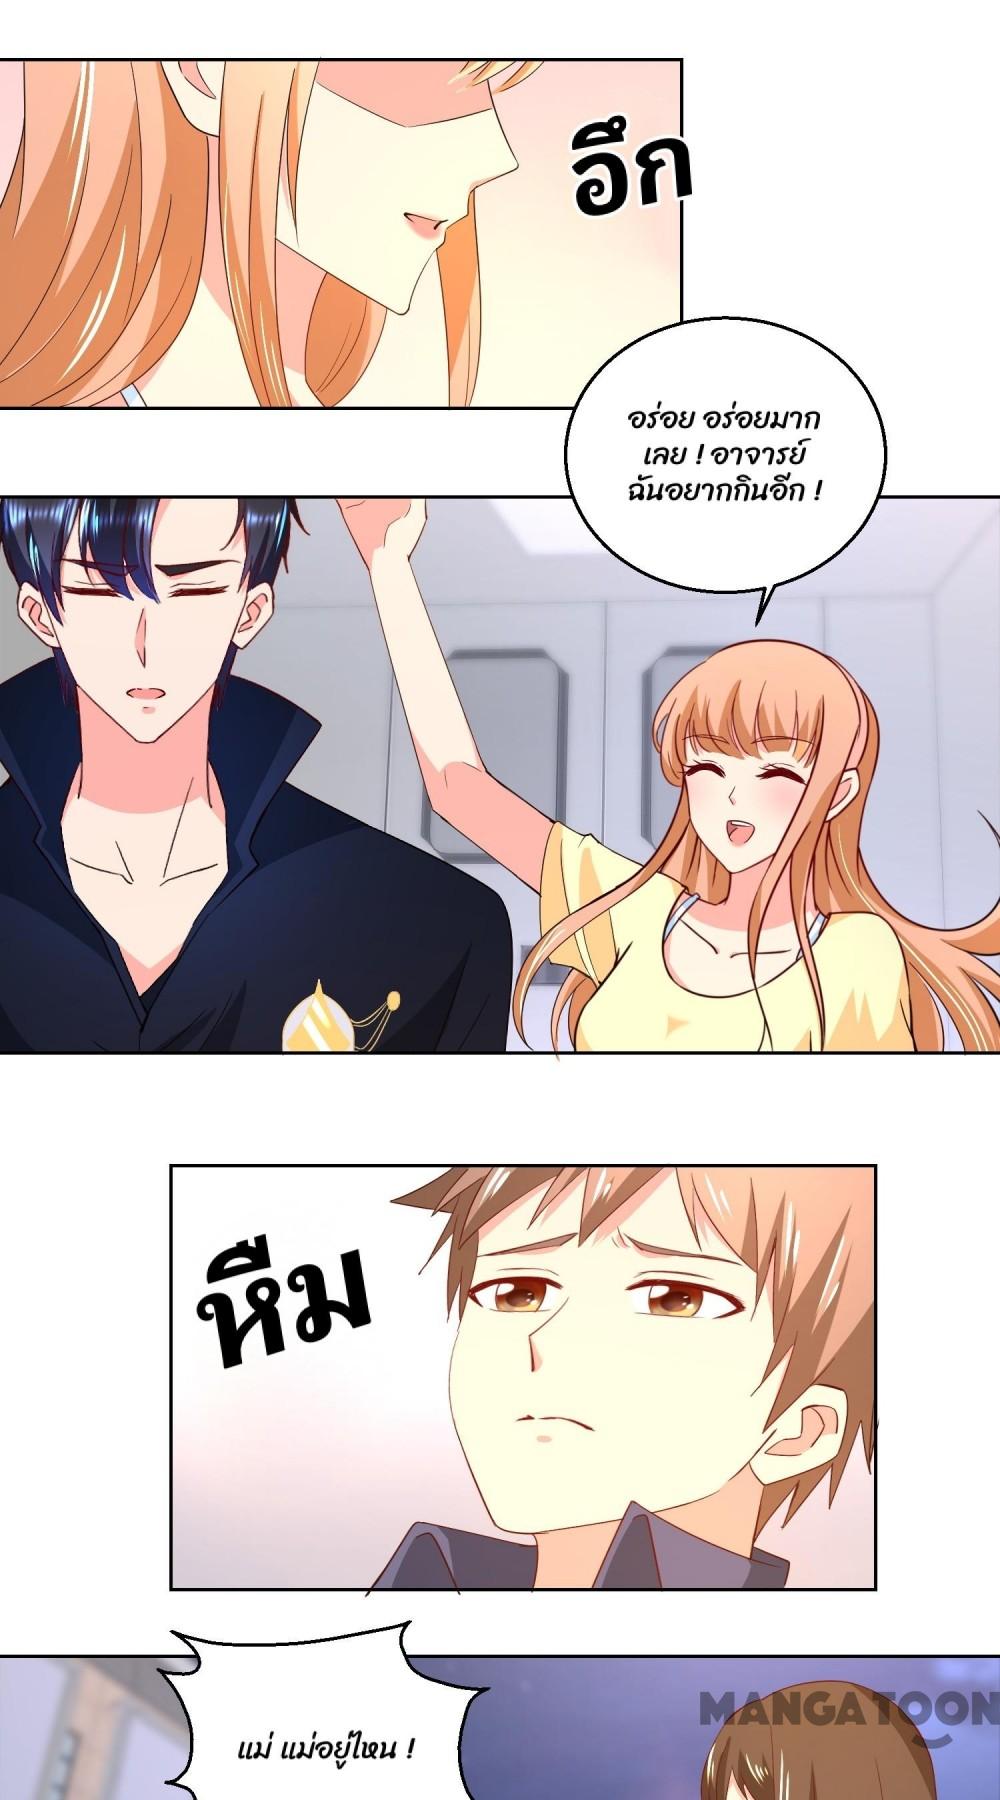 อึก
อร่อย อร่อยมาก
เลย ! อาจารย์
ฉันอยากกินอีก !
หืม
แม่ แม่อยู่ไหน !
MANGATOON